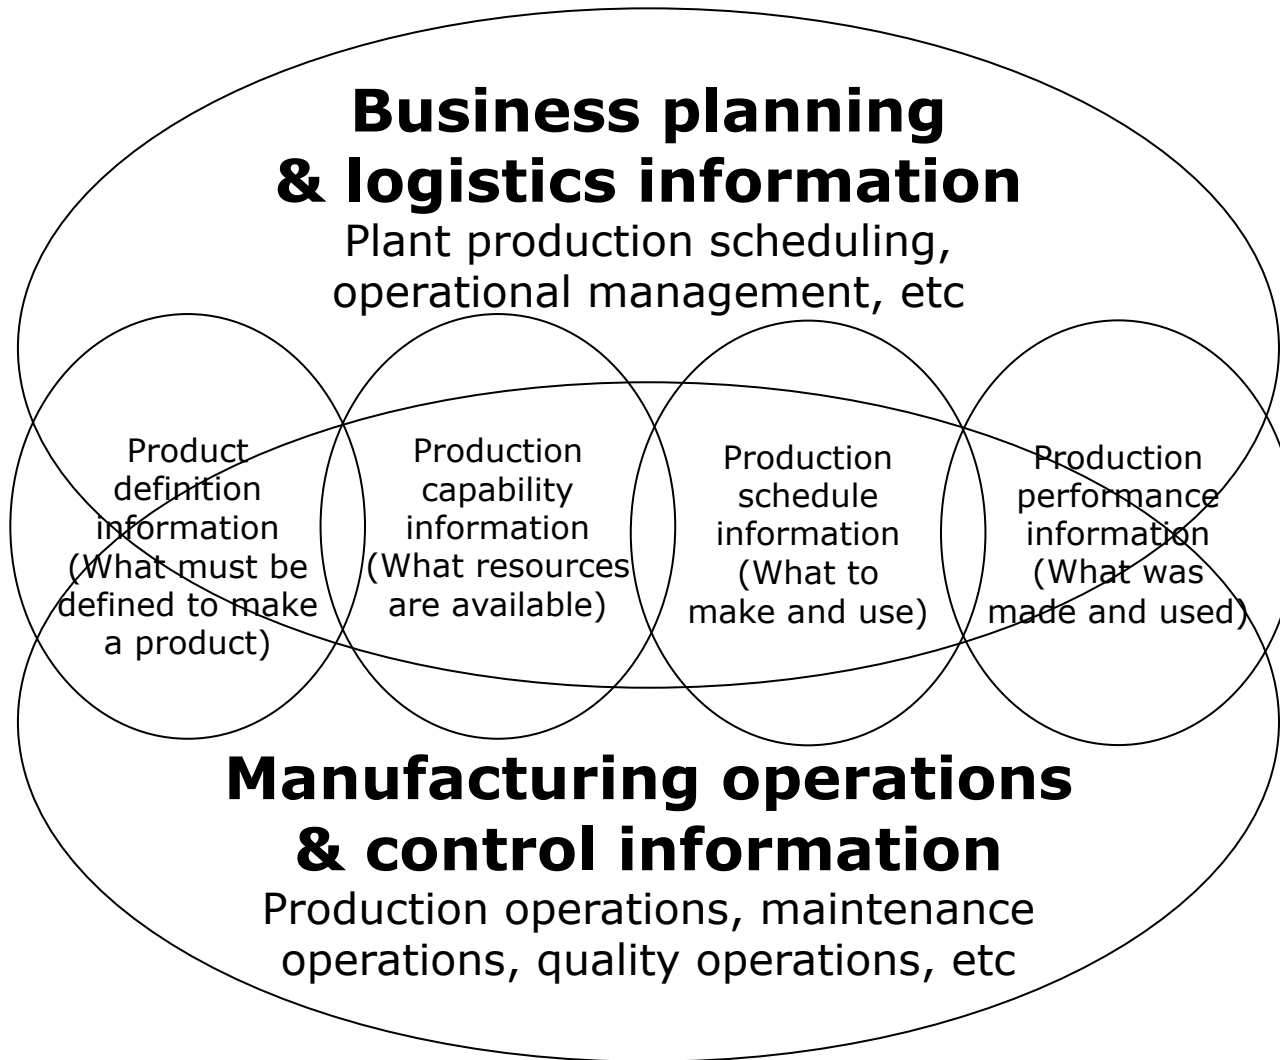 Business planning
& logistics information
Plant production scheduling,
operational management, etc
Product
definition
information
(What must be
defined to make
a product)
Production
capability
information
(What resources
are available)
Production
schedule
information
(What to
make and use)
Production
performance
information
(What was
made and used)
Manufacturing operations
& control information
Production operations, maintenance
operations, quality operations, etc